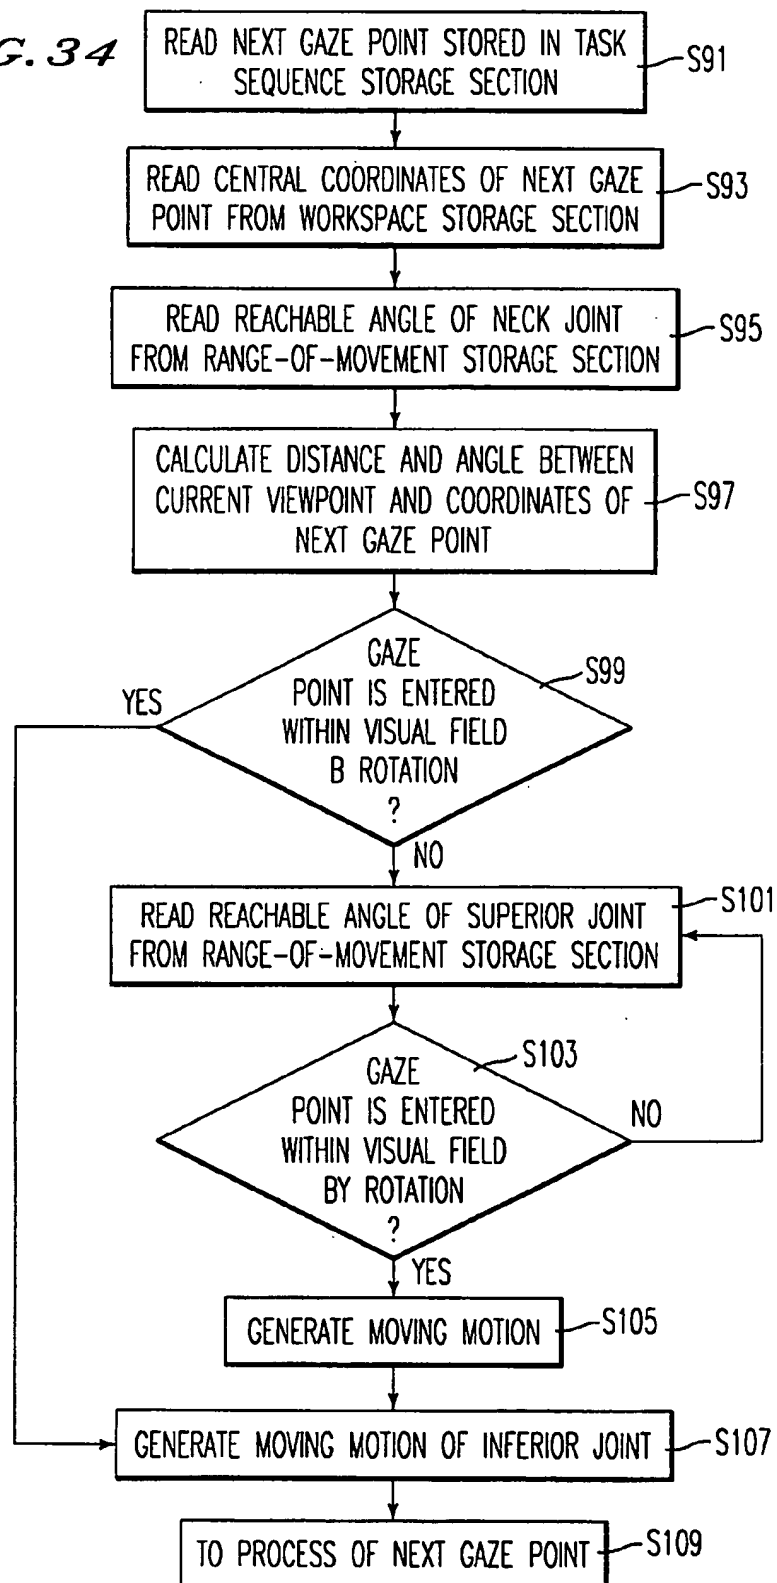 G. 34
READ NEXT GAZE POINT STORED IN TASK
SEQUENCE STORAGE SECTION
S91
READ CENTRAL COORDINATES OF NEXT GAZE
POINT FROM WORKSPACE STORAGE SECTION
S93
READ REACHABLE ANGLE OF NECK JOINT
FROM RANGE-OF-MOVEMENT STORAGE SECTION
S95
CALCULATE DISTANCE AND ANGLE BETWEEN
CURRENT VIEWPOINT AND COORDINATES OF
NEXT GAZE POINT
S97
GAZE
POINT IS ENTERED
WITHIN VISUAL FIELD
B ROTATION
?
S99
YES
NO
READ REACHABLE ANGLE OF SUPERIOR JOINT
FROM RANGE-OF-MOVEMENT STORAGE SECTION
S101
GAZE
POINT IS ENTERED
WITHIN VISUAL FIELD
BY ROTATION
?
S103
NO
YES
GENERATE MOVING MOTION
S105
GENERATE MOVING MOTION OF INFERIOR JOINT
S107
TO PROCESS OF NEXT GAZE POINT
S109